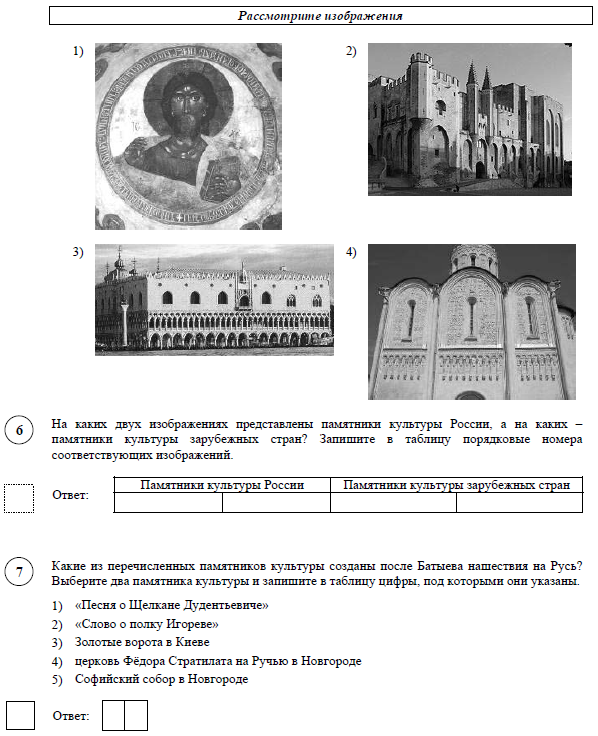 Рассмотрите изображения
1)
2)
3)
4)
6
На каких двух изображениях представлены памятники культуры России, а на каких –
памятники культуры зарубежных стран? Запишите в таблицу порядковые номера
соответствующих изображений.
Ответ:
Памятники культуры России
Памятники культуры зарубежных стран
7
Какие из перечисленных памятников культуры созданы после Батыева нашествия на Русь?
Выберите два памятника культуры и запишите в таблицу цифры, под которыми они указаны.
1) «Песня о Щелкане Дудентьевиче»
2) «Слово о полку Игореве»
3) Золотые ворота в Киеве
4) церковь Фёдора Стратилата на Ручью в Новгороде
5) Софийский собор в Новгороде
Ответ: